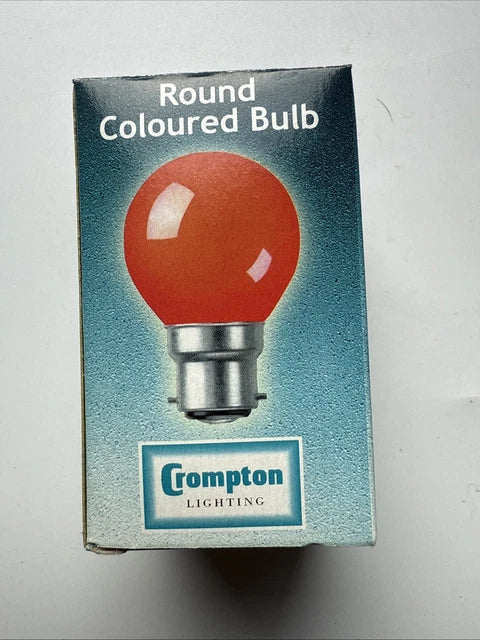 Round
Coloured Bulb
Crompton
LIGHTING